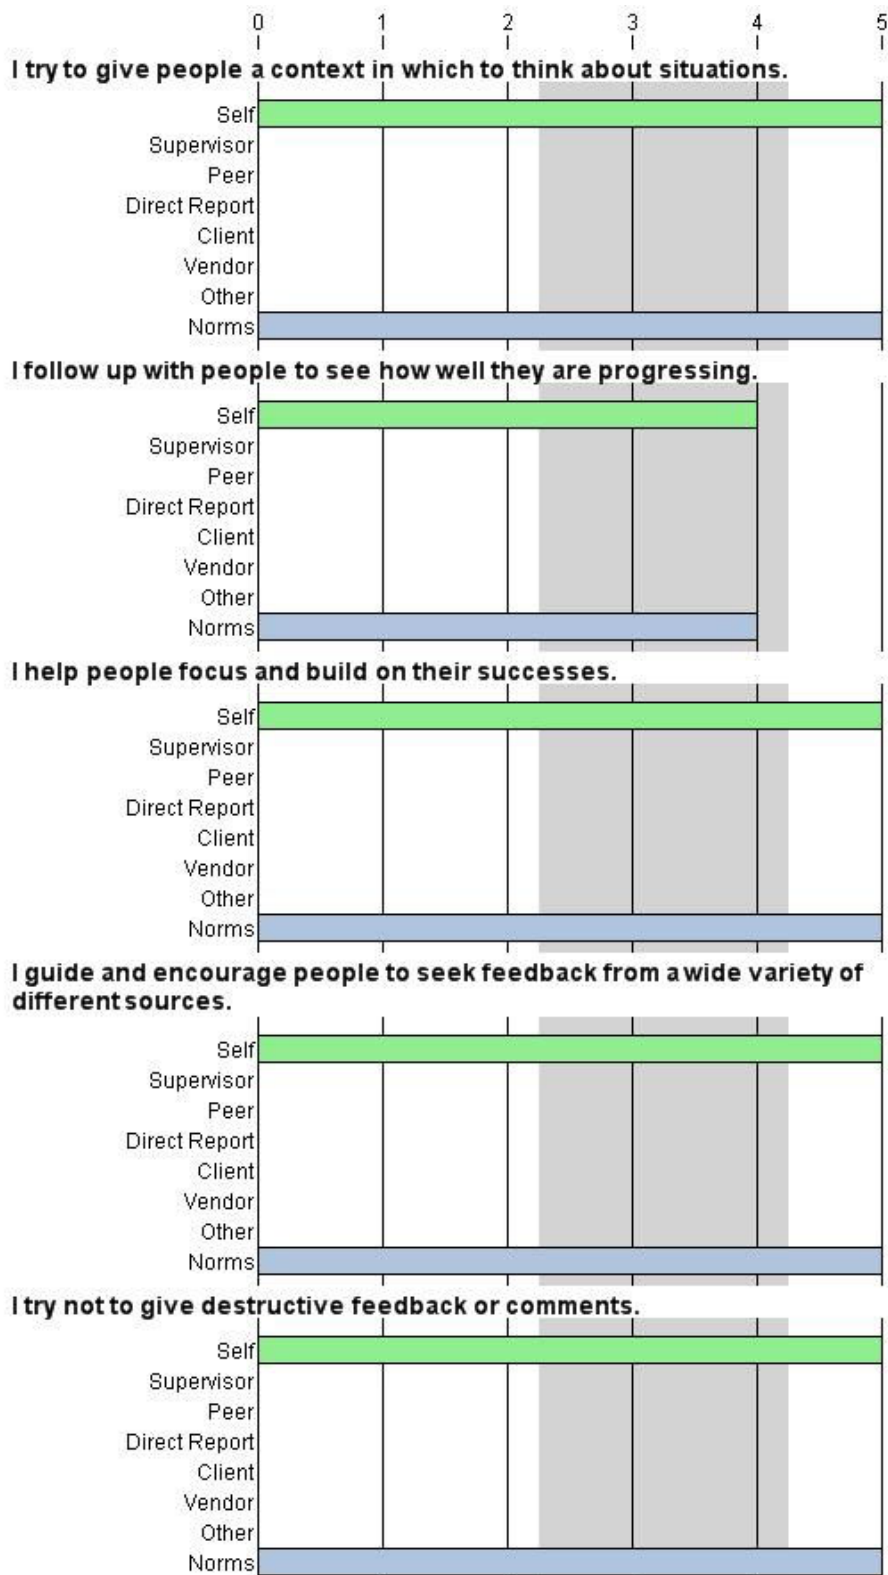 0 1 2 3 4 5
I try to give people a context in which to think about situations.
Self
Supervisor
Peer
Direct Report
Client
Vendor
Other
Norms
I follow up with people to see how well they are progressing.
Self
Supervisor
Peer
Direct Report
Client
Vendor
Other
Norms
I help people focus and build on their successes.
Self
Supervisor
Peer
Direct Report
Client
Vendor
Other
Norms
I guide and encourage people to seek feedback from a wide variety of
different sources.
Self
Supervisor
Peer
Direct Report
Client
Vendor
Other
Norms
I try not to give destructive feedback or comments.
Self
Supervisor
Peer
Direct Report
Client
Vendor
Other
Norms